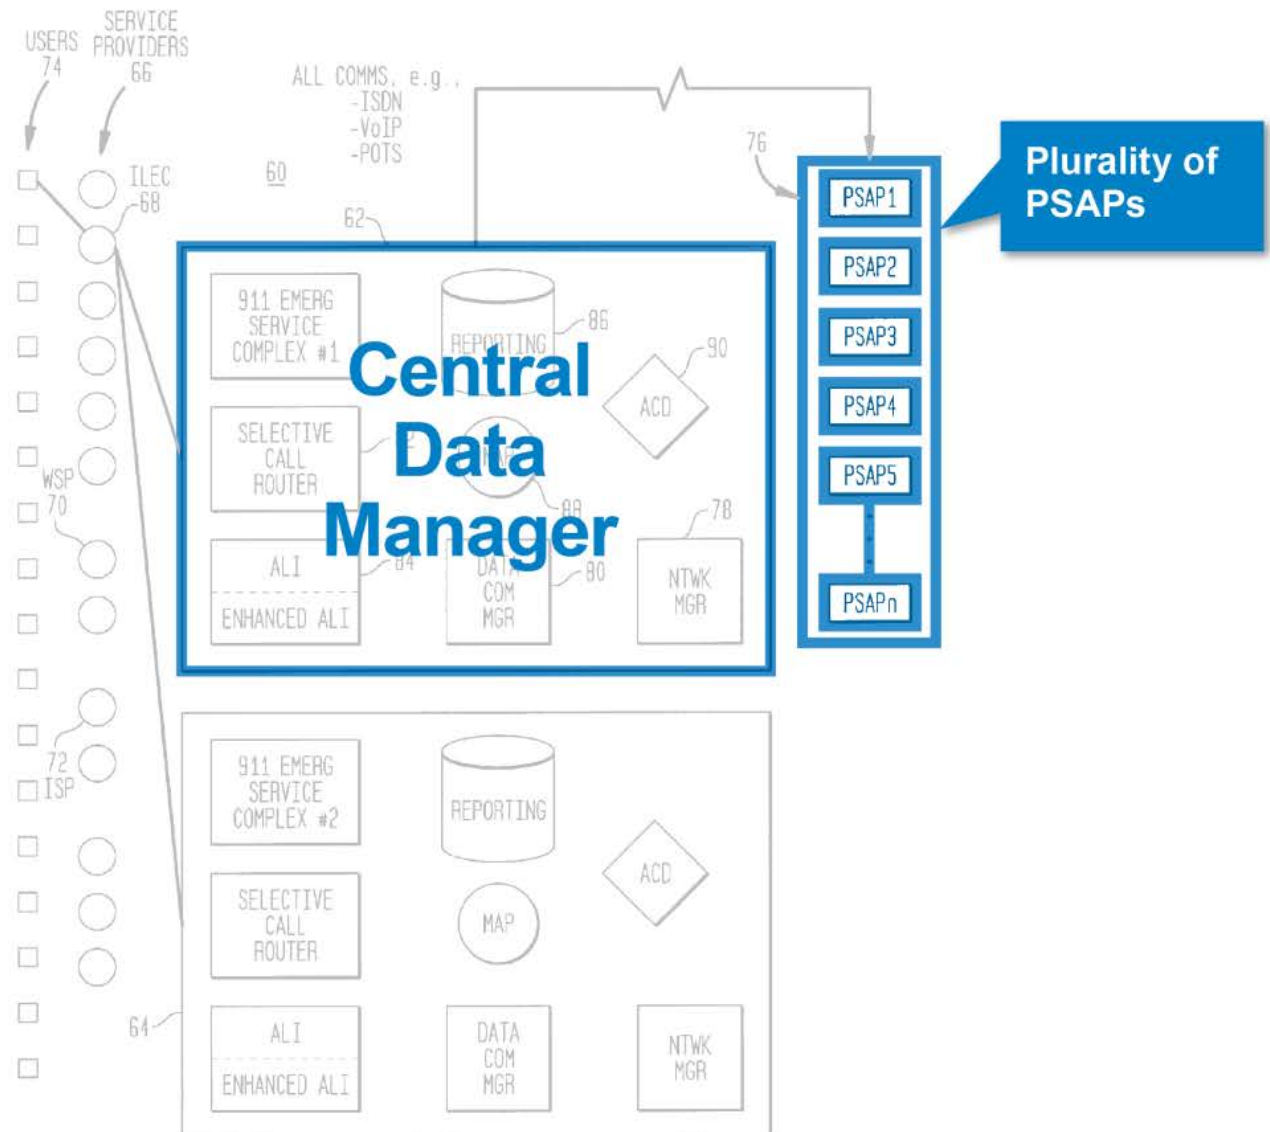 USERS
74
SERVICE
PROVIDERS
66
ALL COMMS, e.g.,
-ISDN
-VoIP
-POTS
60
ILEC
68
62
76
PSAP1
PSAP2
PSAP3
PSAP4
PSAP5
PSAPn
Plurality of
PSAPs
911 EMERG
SERVICE
COMPLEX #1
REPORTING
86
90
ACD
Central
Data
Manager
SELECTIVE
CALL
ROUTER
MAP
88
78
ALI
84
ENHANCED ALI
DATA
COM
MGR
80
NTWK
MGR
WSP
70
72
ISP
911 EMERG
SERVICE
COMPLEX #2
REPORTING
ACD
SELECTIVE
CALL
ROUTER
MAP
64
ALI
ENHANCED ALI
DATA
COM
MGR
NTWK
MGR